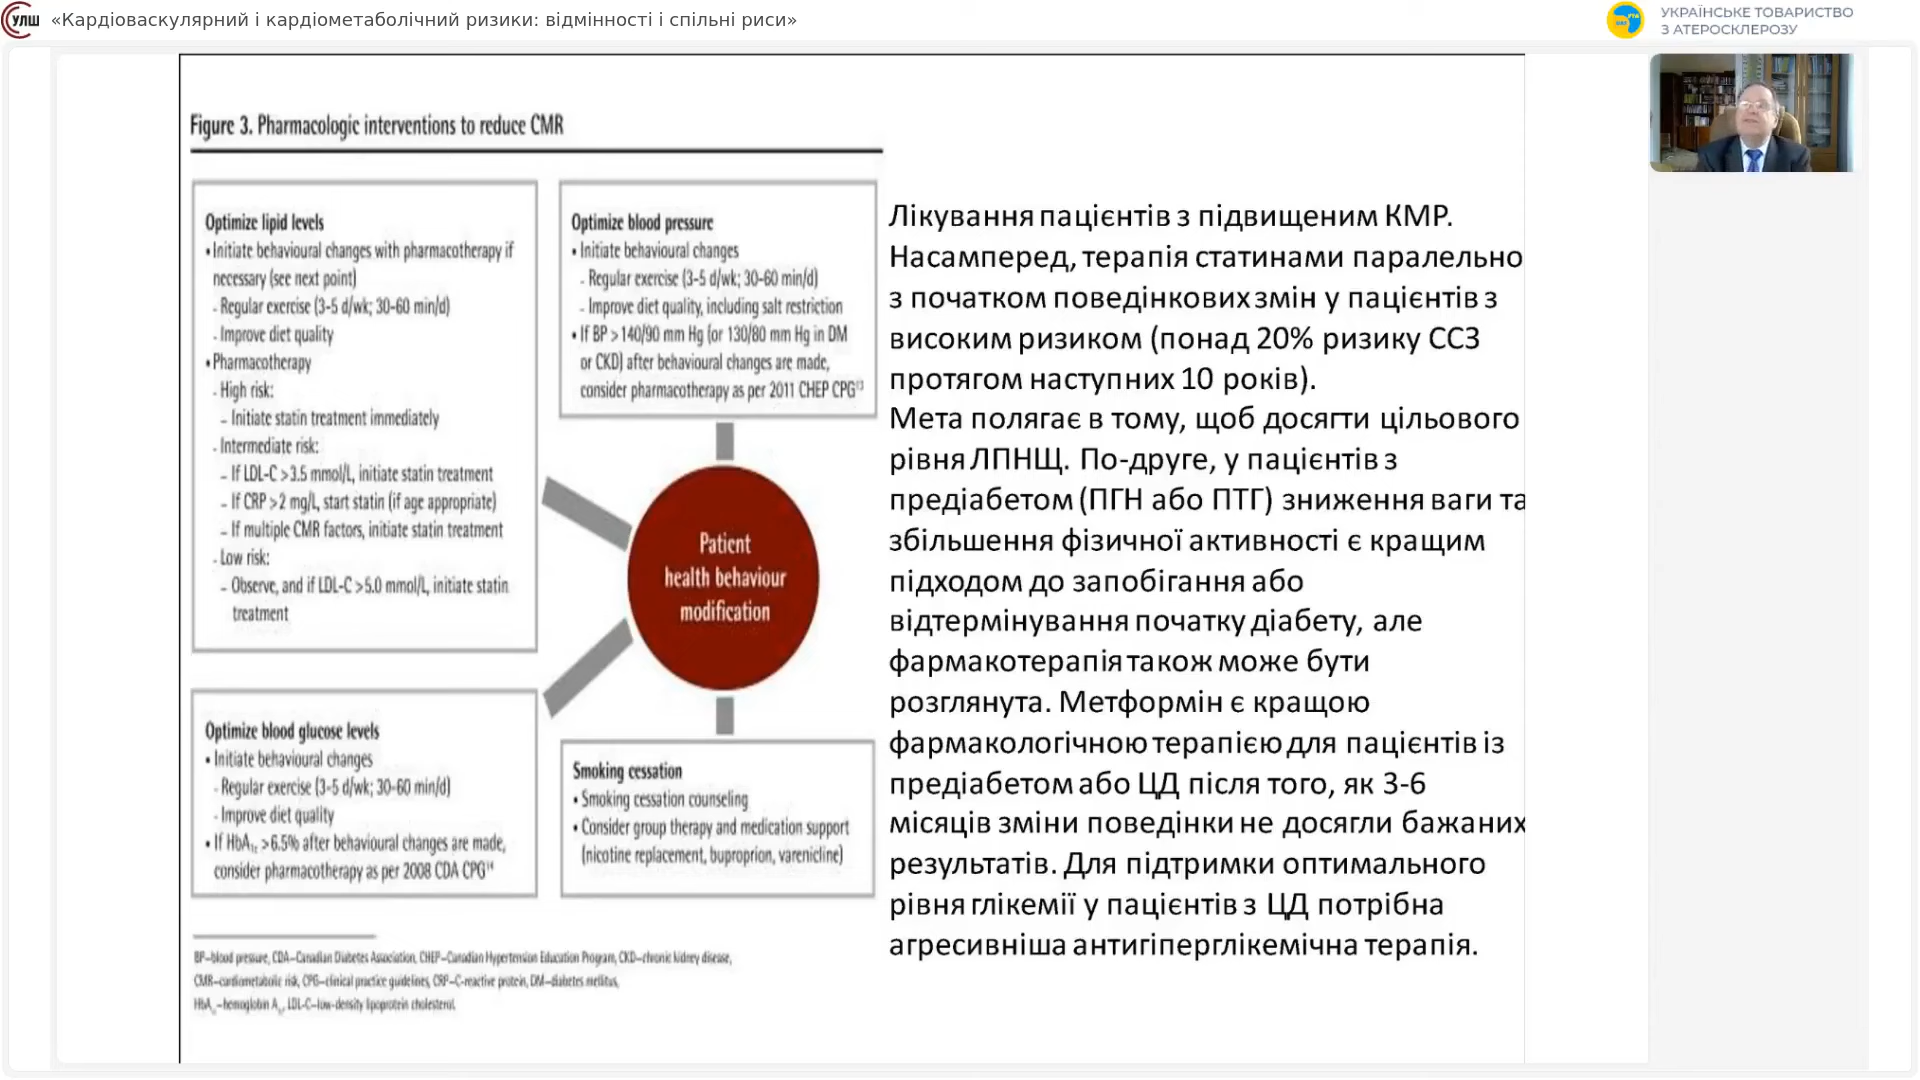 УЛШ «Кардіоваскулярний і кардіометаболічний ризики: відмінності і спільні риси»
УКРАЇНСЬКЕ ТОВАРИСТВО
З АТЕРОСКЛЕРОЗУ
Figure 3. Pharmacologic interventions to reduce CMR
Optimize lipid levels
• Initiate behavioural changes with pharmacotherapy if
necessary (see next point)
- Regular exercise (3-5 d/wk; 30-60 min/d)
- Improve diet quality
• Pharmacotherapy
- High risk:
– Initiate statin treatment immediately
- Intermediate risk:
– If LDL-C >3.5 mmol/L, initiate statin treatment
– If CRP >2 mg/L, start statin (if age appropriate)
– If multiple CMR factors, initiate statin treatment
- Low risk:
– Observe, and if LDL-C >5.0 mmol/L, initiate statin
treatment
Optimize blood pressure
• Initiate behavioural changes
- Regular exercise (3-5 d/wk; 30-60 min/d)
- Improve diet quality, including salt restriction
• If BP >140/90 mm Hg (or 130/80 mm Hg in DM
or CKD) after behavioural changes are made,
consider pharmacotherapy as per 2011 CHEP CPG¹³
Patient
health behaviour
modification
Optimize blood glucose levels
• Initiate behavioural changes
- Regular exercise (3-5 d/wk; 30-60 min/d)
- Improve diet quality
• If HbA1c >6.5% after behavioural changes are made,
consider pharmacotherapy as per 2008 CDA CPG¹⁴
Smoking cessation
• Smoking cessation counseling
• Consider group therapy and medication support
(nicotine replacement, buproprion, varenicline)
BP–blood pressure, CDA–Canadian Diabetes Association, CHEP–Canadian Hypertension Education Program, CKD–chronic kidney disease,
CMR–cardiometabolic risk, CPG–clinical practice guidelines, CRP–C-reactive protein, DM–diabetes mellitus,
HbA1c–hemoglobin A1c, LDL-C–low-density lipoprotein cholesterol.
Лікування пацієнтів з підвищеним КМР.
Насамперед, терапія статинами паралельно
з початком поведінкових змін у пацієнтів з
високим ризиком (понад 20% ризику ССЗ
протягом наступних 10 років).
Мета полягає в тому, щоб досягти цільового
рівня ЛПНЩ. По-друге, у пацієнтів з
предіабетом (ПГН або ПТГ) зниження ваги та
збільшення фізичної активності є кращим
підходом до запобігання або
відтермінування початку діабету, але
фармакотерапія також може бути
розглянута. Метформін є кращою
фармакологічною терапією для пацієнтів із
предіабетом або ЦД після того, як 3-6
місяців зміни поведінки не досягли бажаних
результатів. Для підтримки оптимального
рівня глікемії у пацієнтів з ЦД потрібна
агресивніша антигіперглікемічна терапія.